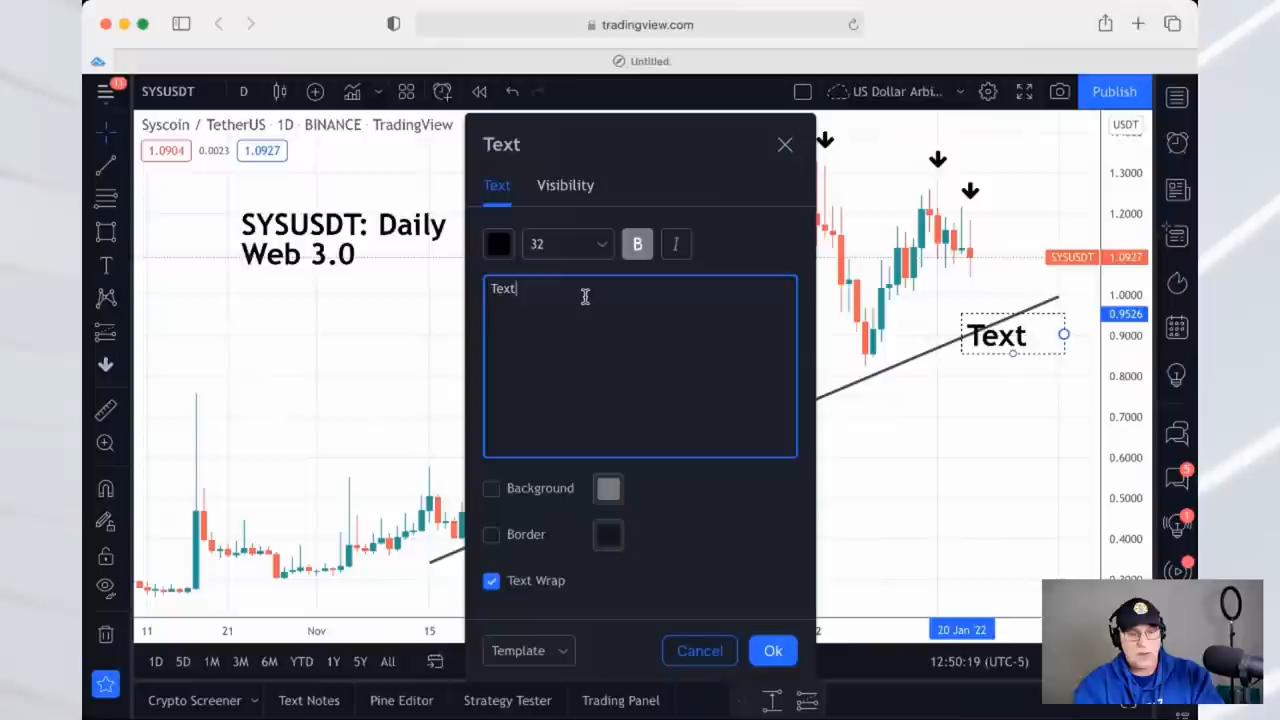 tradingview.com
Untitled
13
SYSUSDT
D
US Dollar Arbi...
Publish
Syscoin / TetherUS · 1D · BINANCE · TradingView
1.0904
0.0023
1.0927
SYSUSDT: Daily
Web 3.0
Text
Text
Visibility
32
B
I
Text
Background
Border
Text Wrap
Template
Cancel
Ok
Text
USDT
1.3000
1.2000
SYSUSDT
1.0927
1.0000
0.9526
0.9000
0.8000
0.7000
0.6000
0.5000
0.4000
5
1
11
21
Nov
15
2
20 Jan '22
1D
5D
1M
3M
6M
YTD
1Y
5Y
All
12:50:19 (UTC-5)
Crypto Screener
Text Notes
Pine Editor
Strategy Tester
Trading Panel